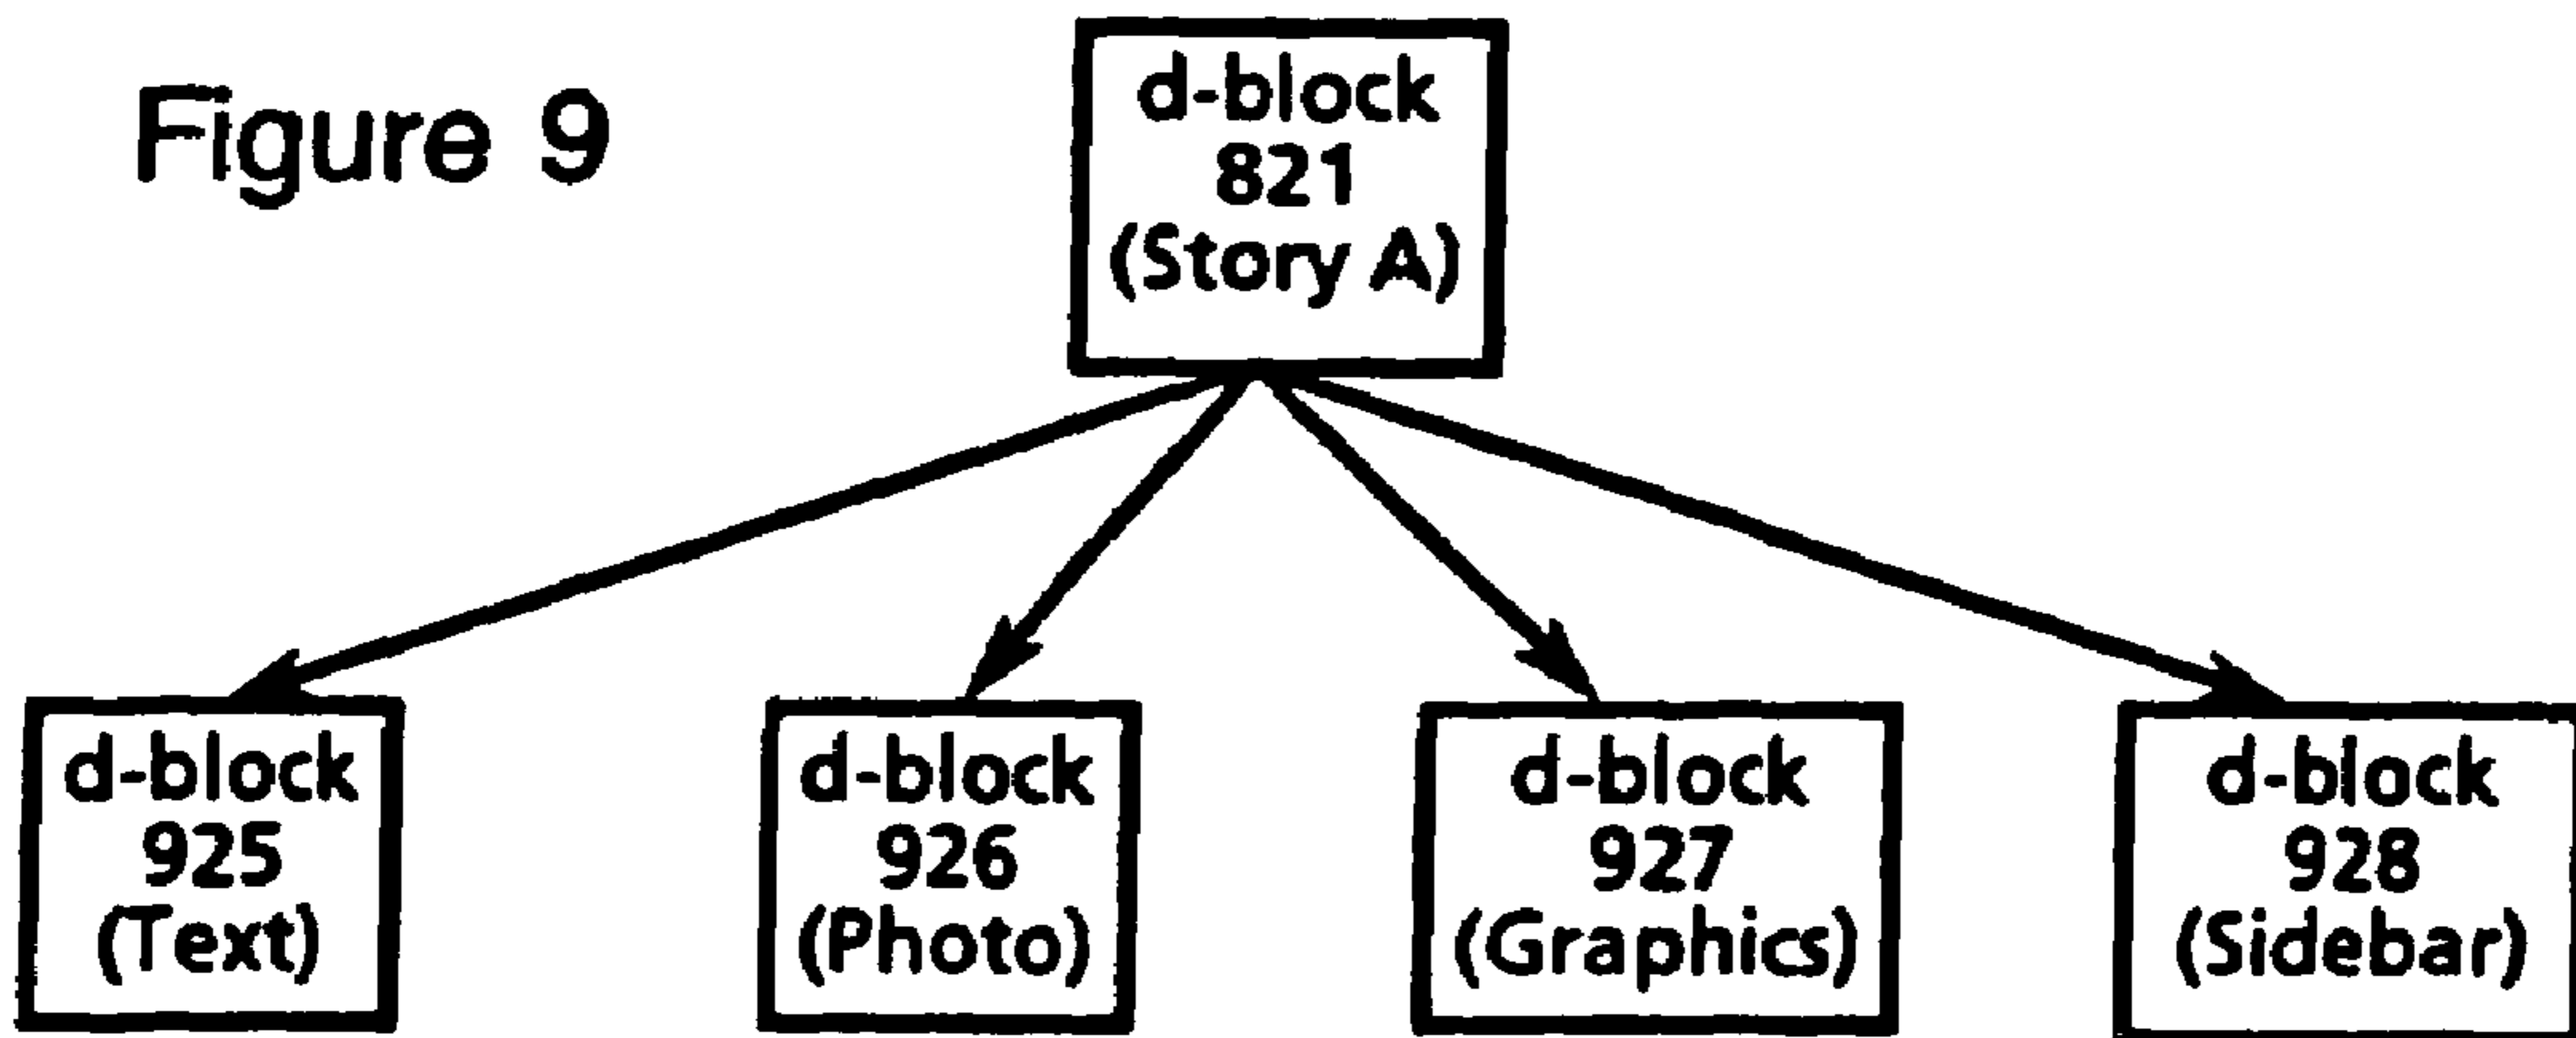 Figure 9
d-block
821
(Story A)
d-block
925
(Text)
d-block
926
(Photo)
d-block
927
(Graphics)
d-block
928
(Sidebar)